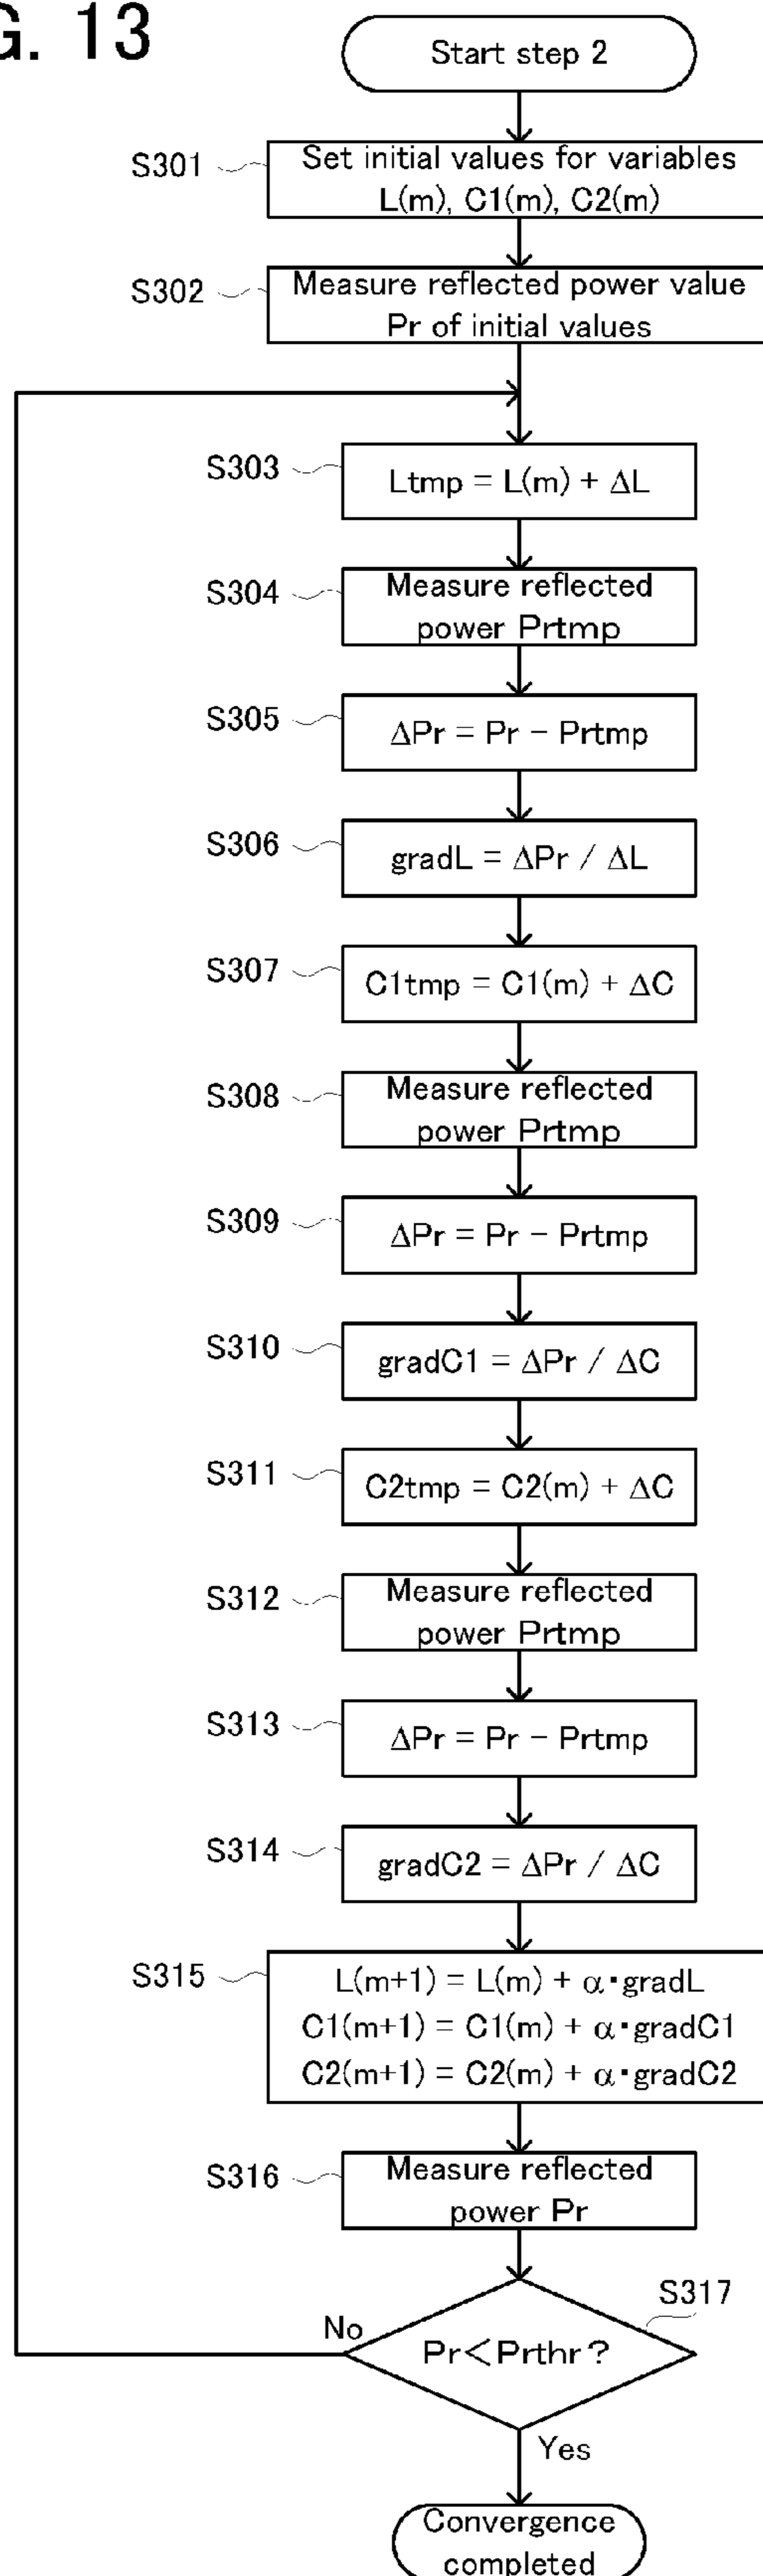 G. 13
Start step 2
S301
Set initial values for variables
L(m), C1(m), C2(m)
S302
Measure reflected power value
Pr of initial values
S303
Ltmp = L(m) + ΔL
S304
Measure reflected
power Prtmp
S305
ΔPr = Pr − Prtmp
S306
gradL = ΔPr / ΔL
S307
C1tmp = C1(m) + ΔC
S308
Measure reflected
power Prtmp
S309
ΔPr = Pr − Prtmp
S310
gradC1 = ΔPr / ΔC
S311
C2tmp = C2(m) + ΔC
S312
Measure reflected
power Prtmp
S313
ΔPr = Pr − Prtmp
S314
gradC2 = ΔPr / ΔC
S315
L(m+1) = L(m) + α·gradL
C1(m+1) = C1(m) + α·gradC1
C2(m+1) = C2(m) + α·gradC2
S316
Measure reflected
power Pr
S317
No
Pr<Prthr?
Yes
Convergence
completed